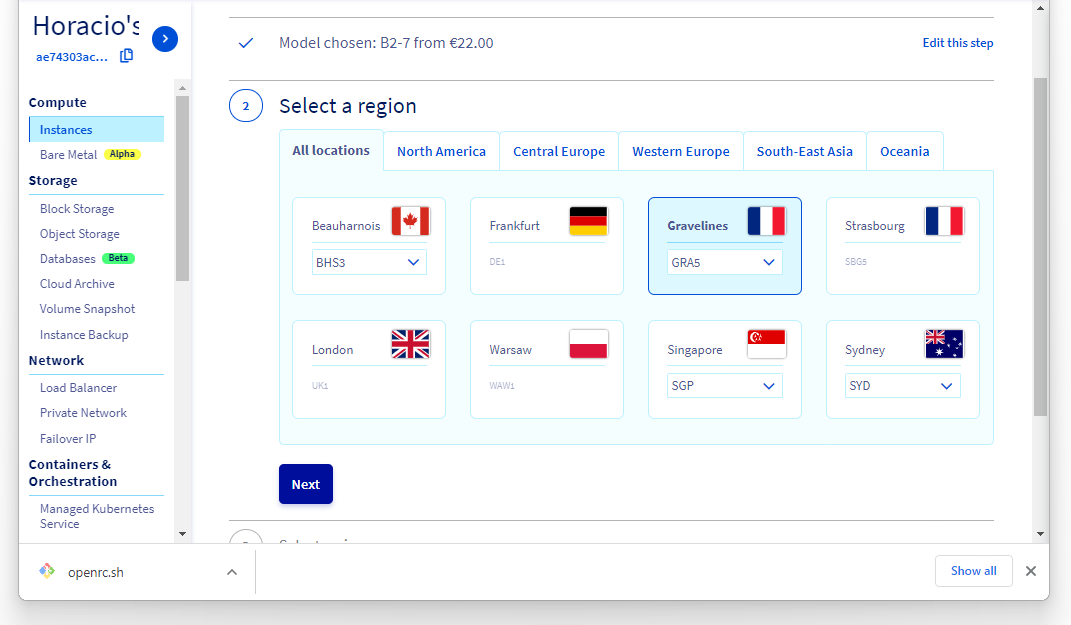 Horacio's
ae74303ac...
Compute
Instances
Bare Metal Alpha
Storage
Block Storage
Object Storage
Databases Beta
Cloud Archive
Volume Snapshot
Instance Backup
Network
Load Balancer
Private Network
Failover IP
Containers &
Orchestration
Managed Kubernetes
Service
Model chosen: B2-7 from €22.00
Edit this step
2
Select a region
All locations
North America
Central Europe
Western Europe
South-East Asia
Oceania
Beauharnois
BHS3
Frankfurt
DE1
Gravelines
GRA5
Strasbourg
SBG5
London
UK1
Warsaw
WAW1
Singapore
SGP
Sydney
SYD
Next
openrc.sh
Show all